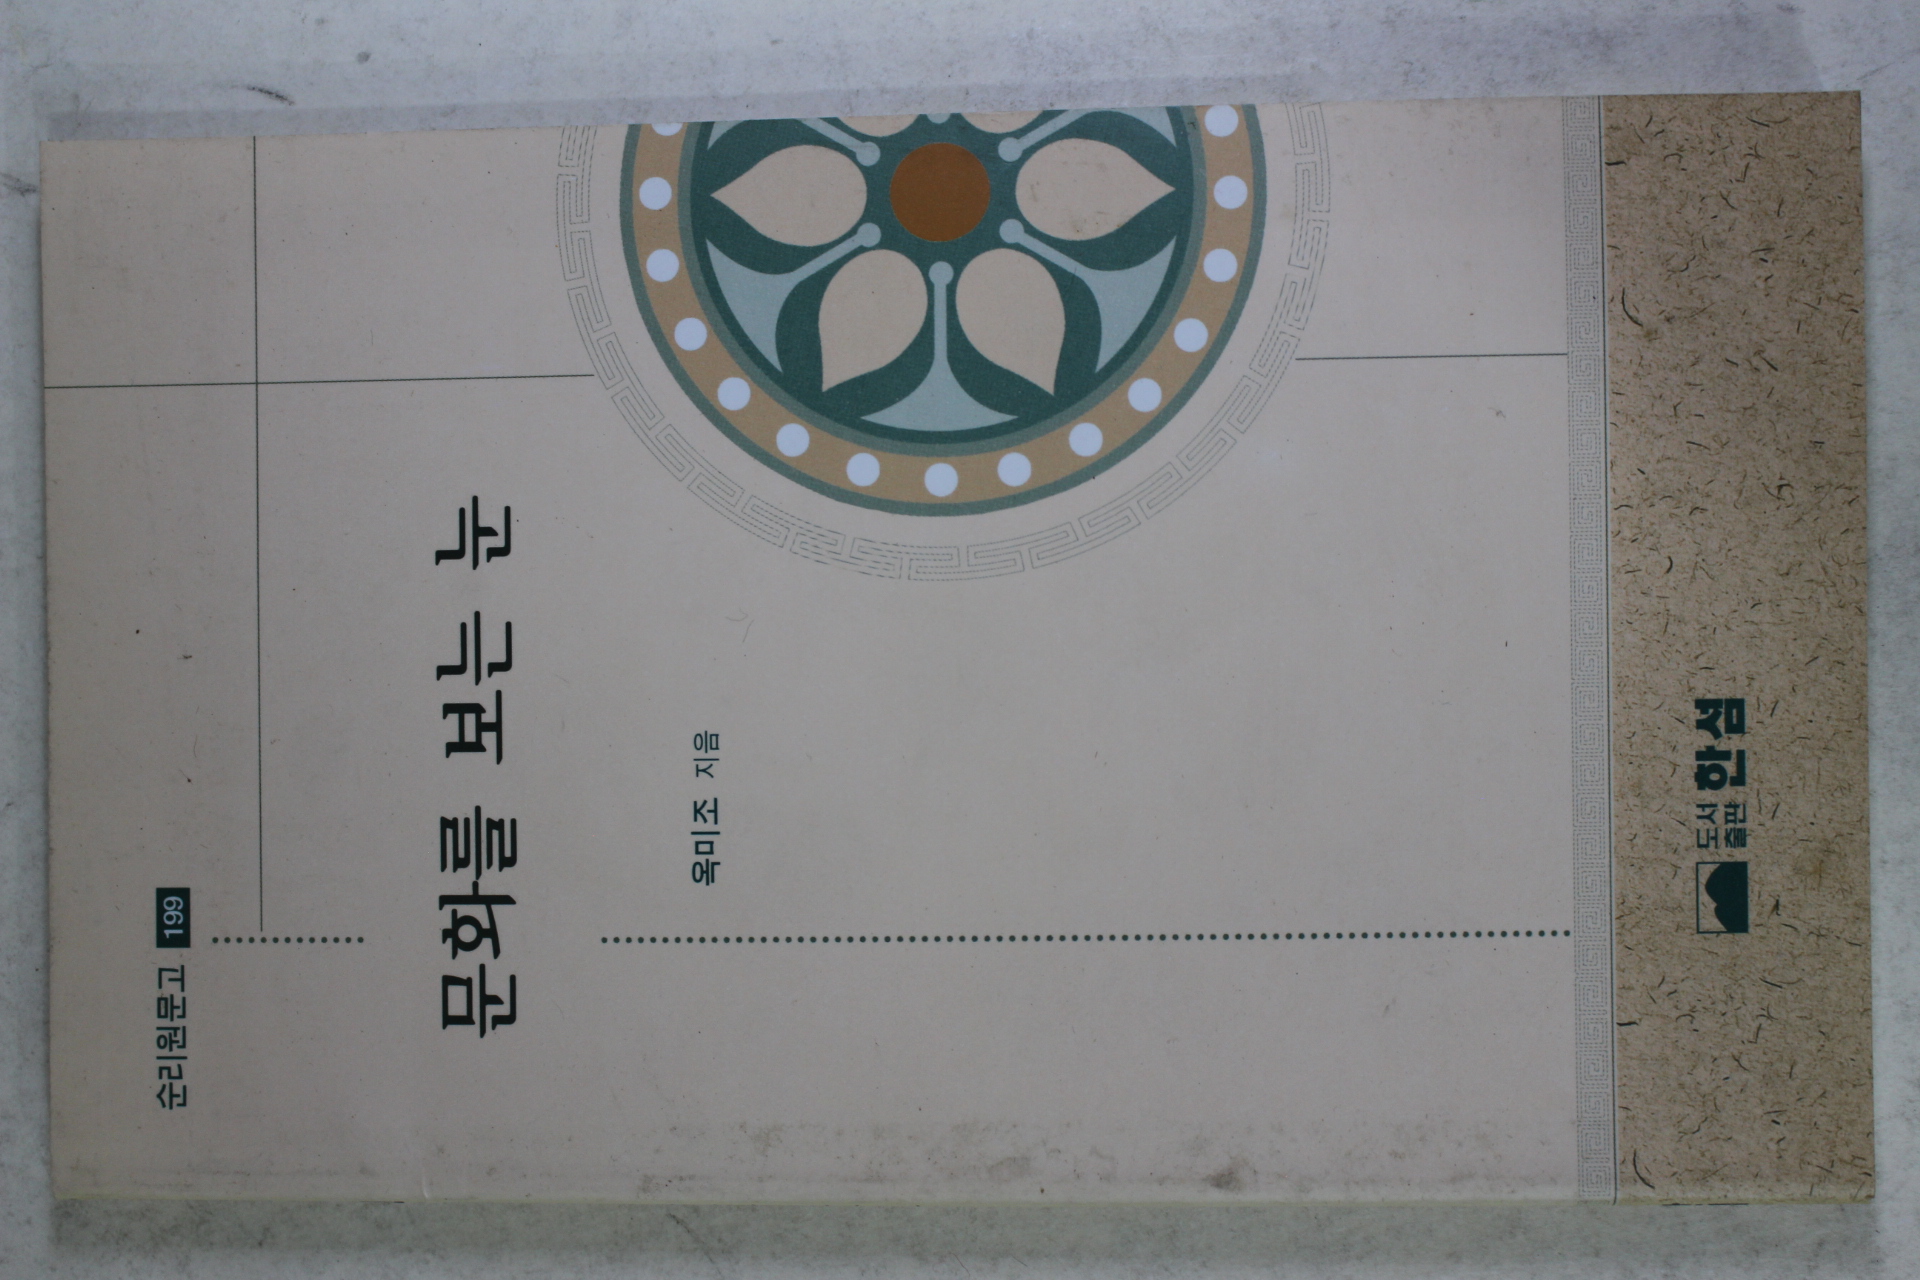 순리원문고 199
문화를 보는 눈
옥미조 지음
도서
출판
한섬